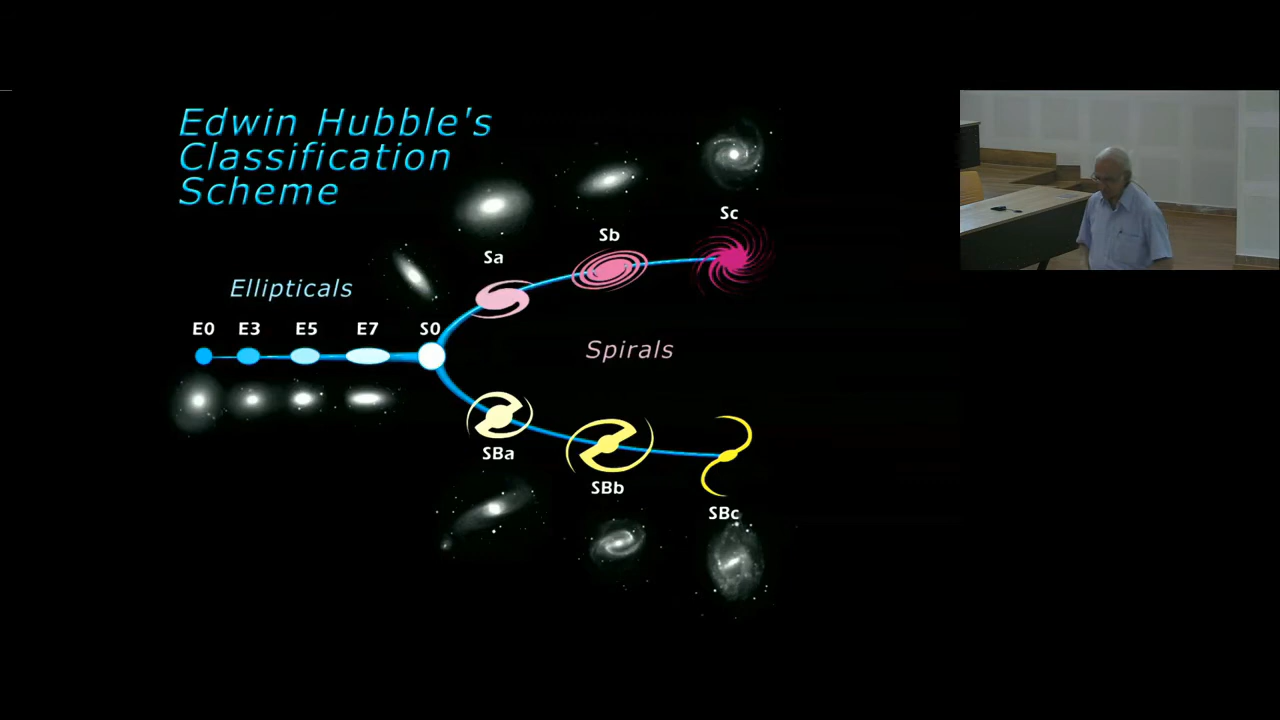 Edwin Hubble's
Classification
Scheme
Sc
Sb
Sa
Ellipticals
E0 E3 E5 E7 S0
Spirals
SBa
SBb
SBc